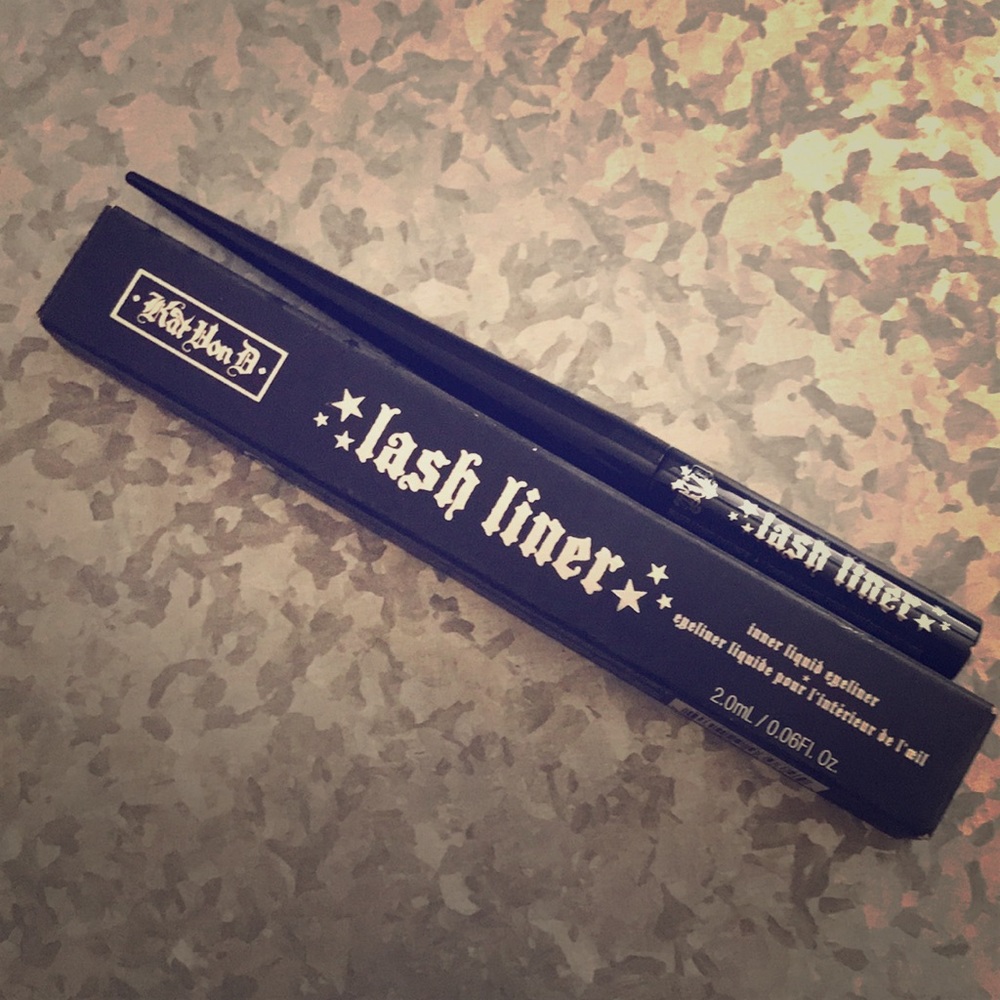 ·Kat Von D·
lash liner
inner liquid eyeliner
eyeliner liquide pour l'intérieur de l'œil
2.0mL / 0.06Fl. Oz.
lash liner